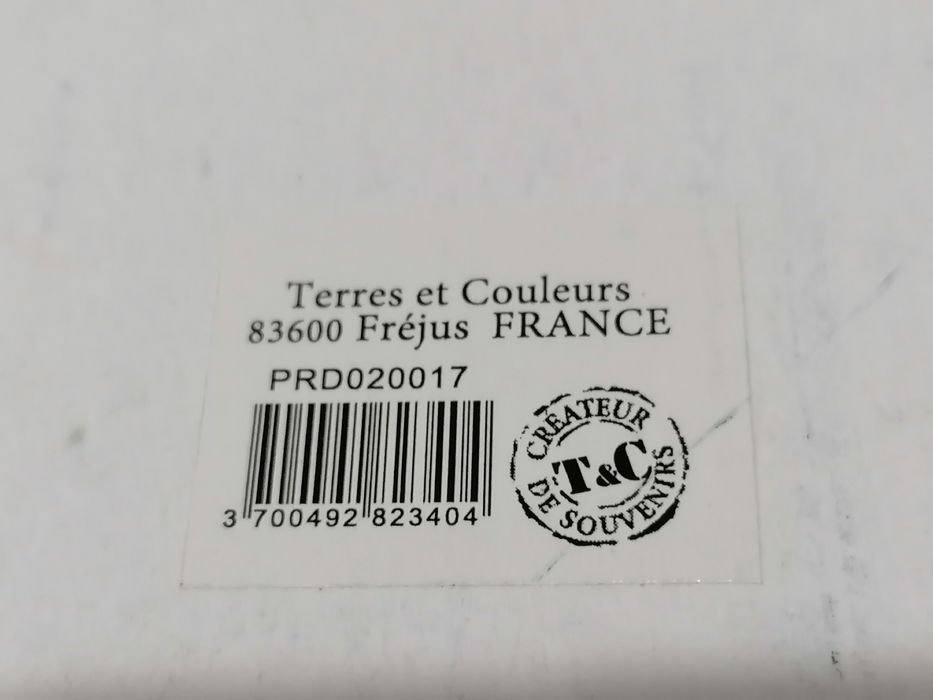 Terres et Couleurs
83600 Fréjus FRANCE
PRD020017
3 700492 823404
CRÉATEUR
T&C
DE SOUVENIRS